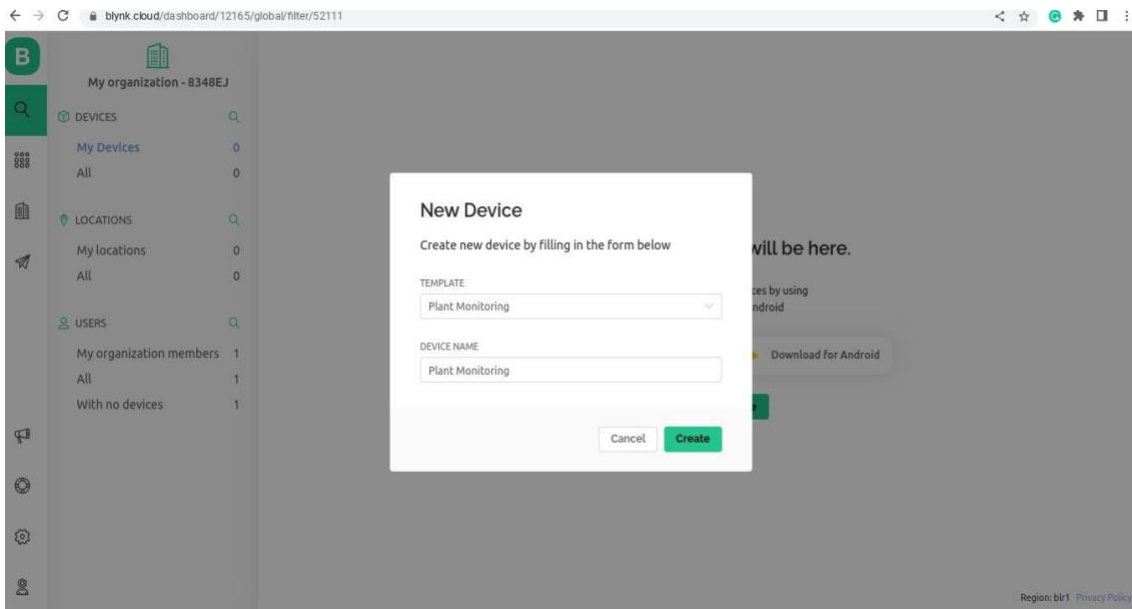 blynk.cloud/dashboard/12165/global/filter/52111
B
My organization - 8348EJ
DEVICES
My Devices 0
All 0
LOCATIONS
My locations 0
All 0
USERS
My organization members 1
All 1
With no devices 1
New Device
Create new device by filling in the form below
TEMPLATE
Plant Monitoring
DEVICE NAME
Plant Monitoring
Cancel Create
will be here.
by using
Download for Android
Region: blr1 Privacy Policy